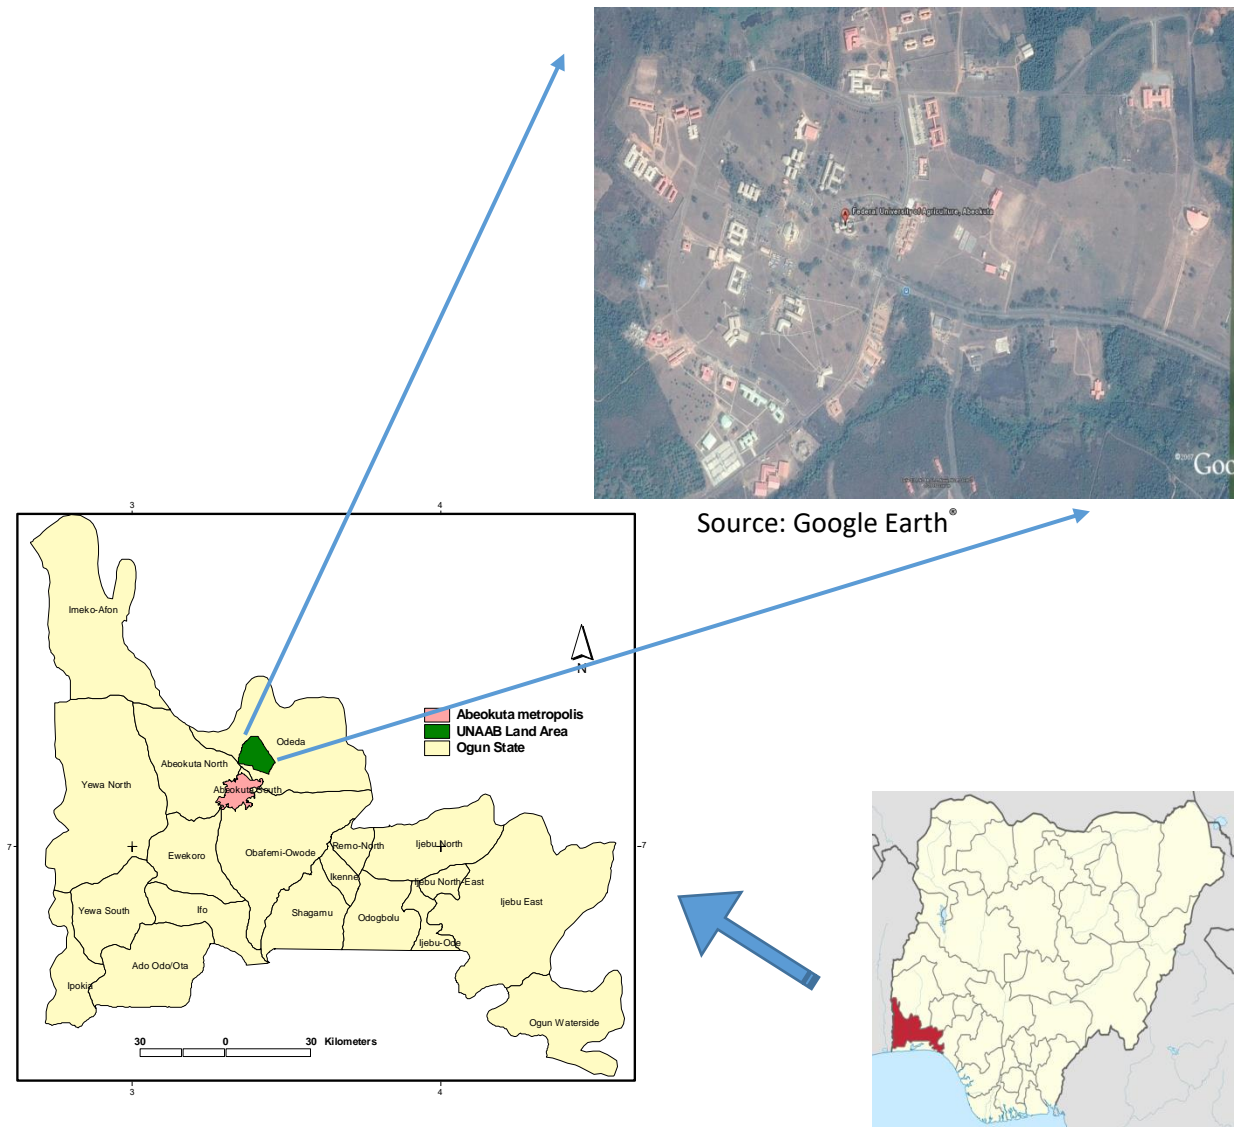 Federal University of Agriculture, Abeokuta
©2007 Goo
Source: Google Earth®
3
4
Imeko-Afon
N
Abeokuta metropolis
UNAAB Land Area
Ogun State
Odeda
Abeokuta North
Yewa North
Abeokuta South
7
7
Ewekoro
Obafemi-Owode
Remo-North
Ijebu North
Ikenne
Ijebu North-East
Ijebu East
Yewa South
Ifo
Shagamu
Odogbolu
Ijebu-Ode
Ado Odo/Ota
Ipokia
Ogun Waterside
30 0 30 Kilometers
3
4